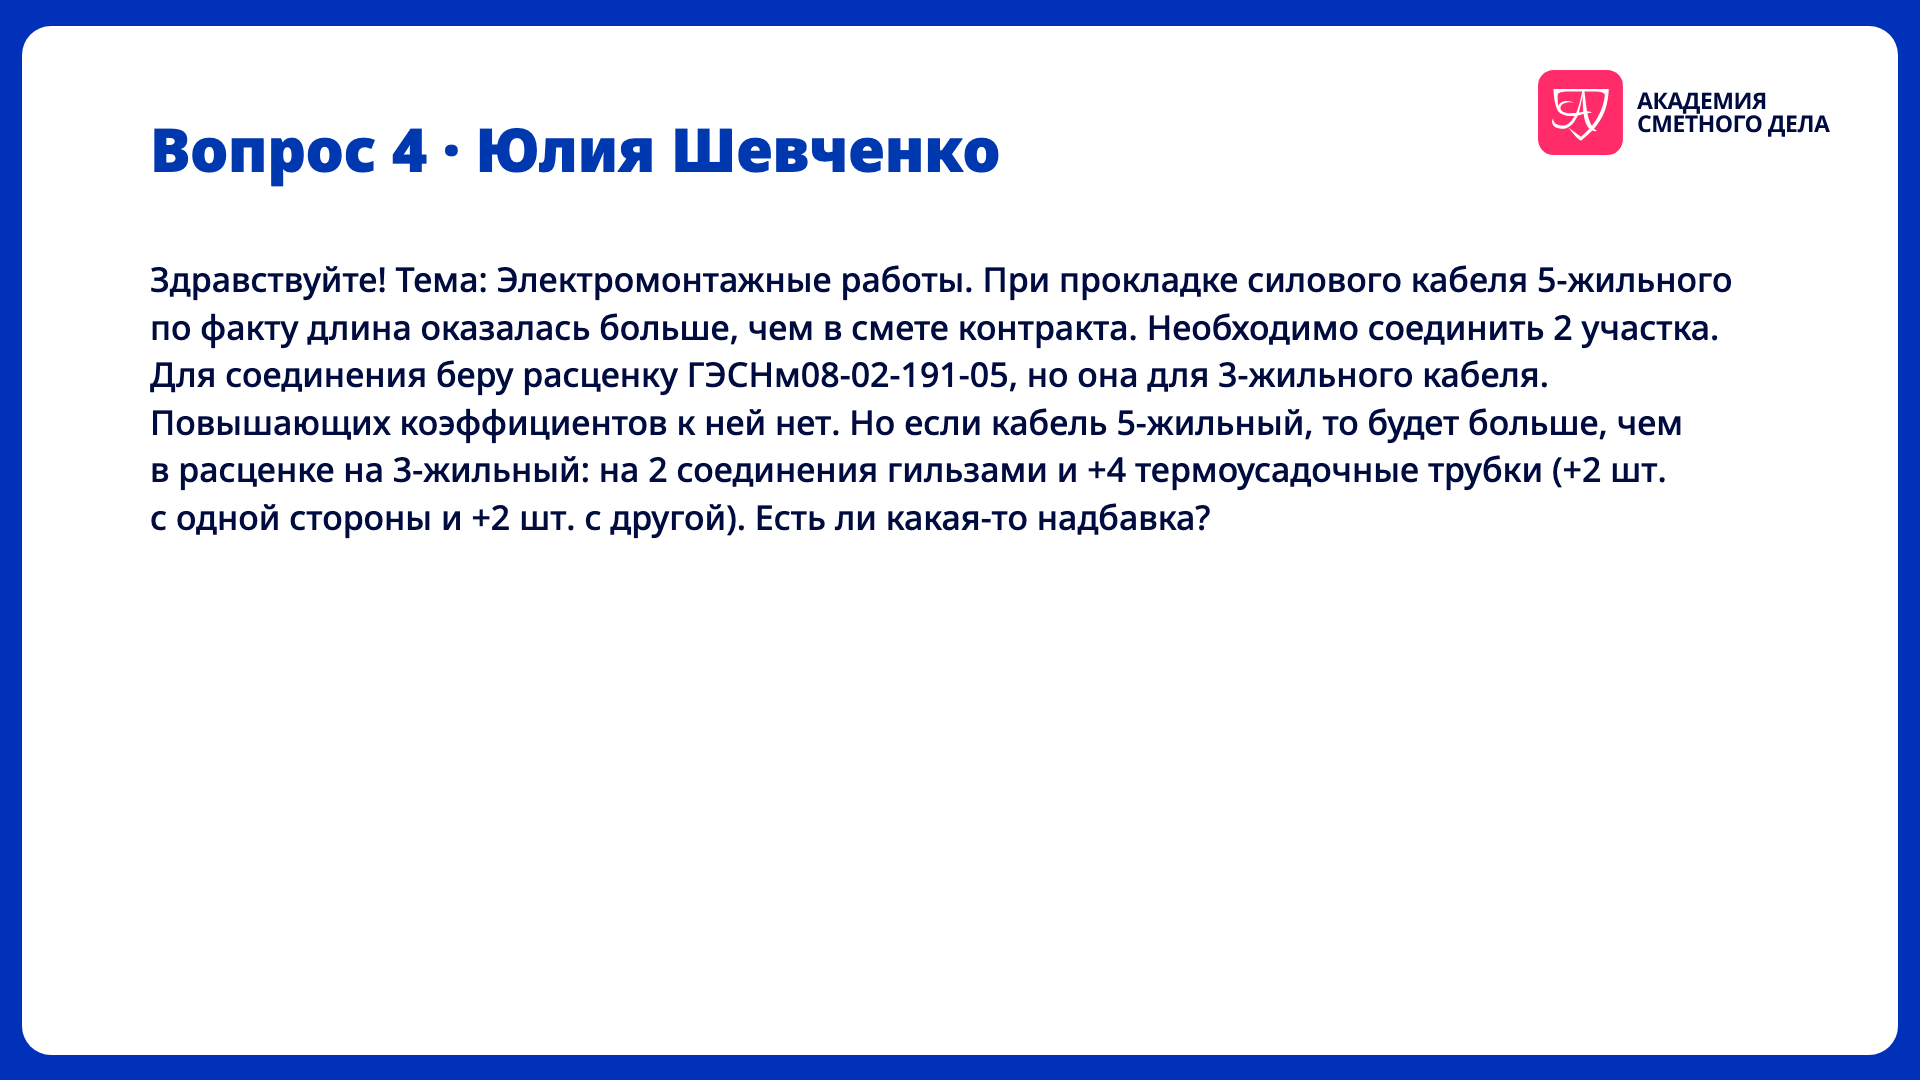 АКАДЕМИЯ
СМЕТНОГО ДЕЛА
Вопрос 4 · Юлия Шевченко
Здравствуйте! Тема: Электромонтажные работы. При прокладке силового кабеля 5-жильного
по факту длина оказалась больше, чем в смете контракта. Необходимо соединить 2 участка.
Для соединения беру расценку ГЭСНм08-02-191-05, но она для 3-жильного кабеля.
Повышающих коэффициентов к ней нет. Но если кабель 5-жильный, то будет больше, чем
в расценке на 3-жильный: на 2 соединения гильзами и +4 термоусадочные трубки (+2 шт.
с одной стороны и +2 шт. с другой). Есть ли какая-то надбавка?